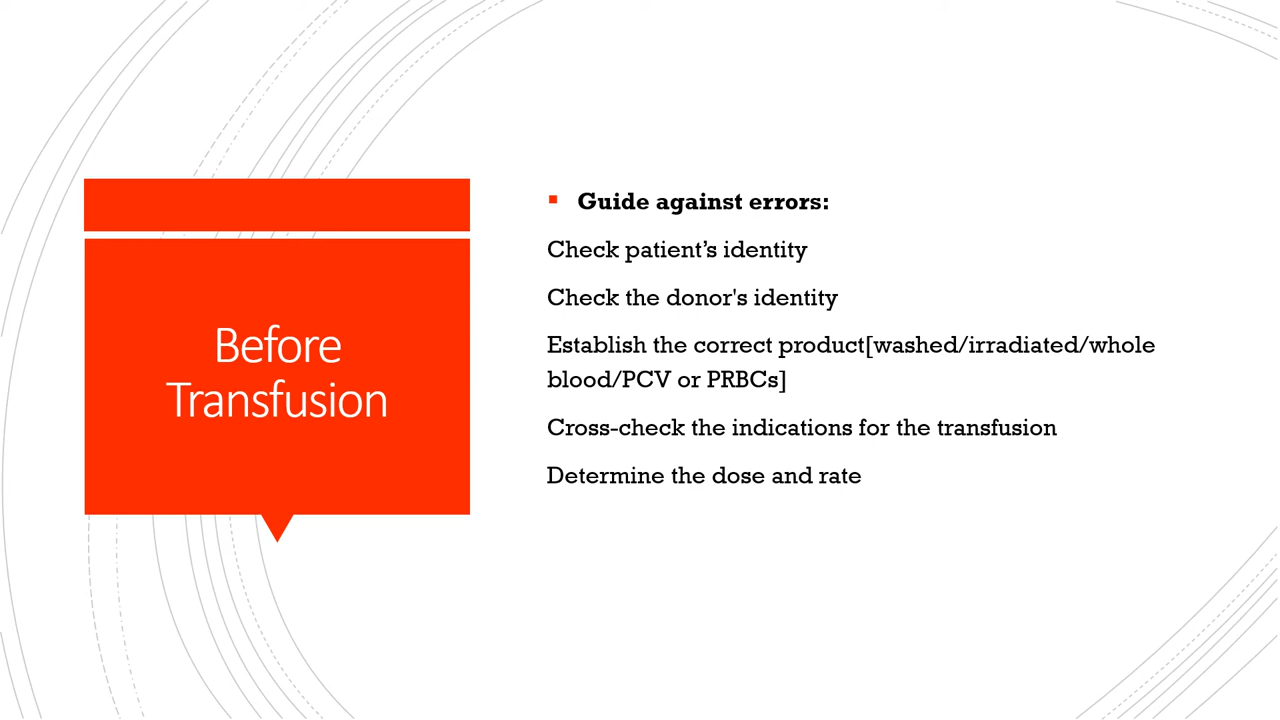 Before
Transfusion
▪ Guide against errors:
Check patient’s identity
Check the donor's identity
Establish the correct product[washed/irradiated/whole
blood/PCV or PRBCs]
Cross-check the indications for the transfusion
Determine the dose and rate